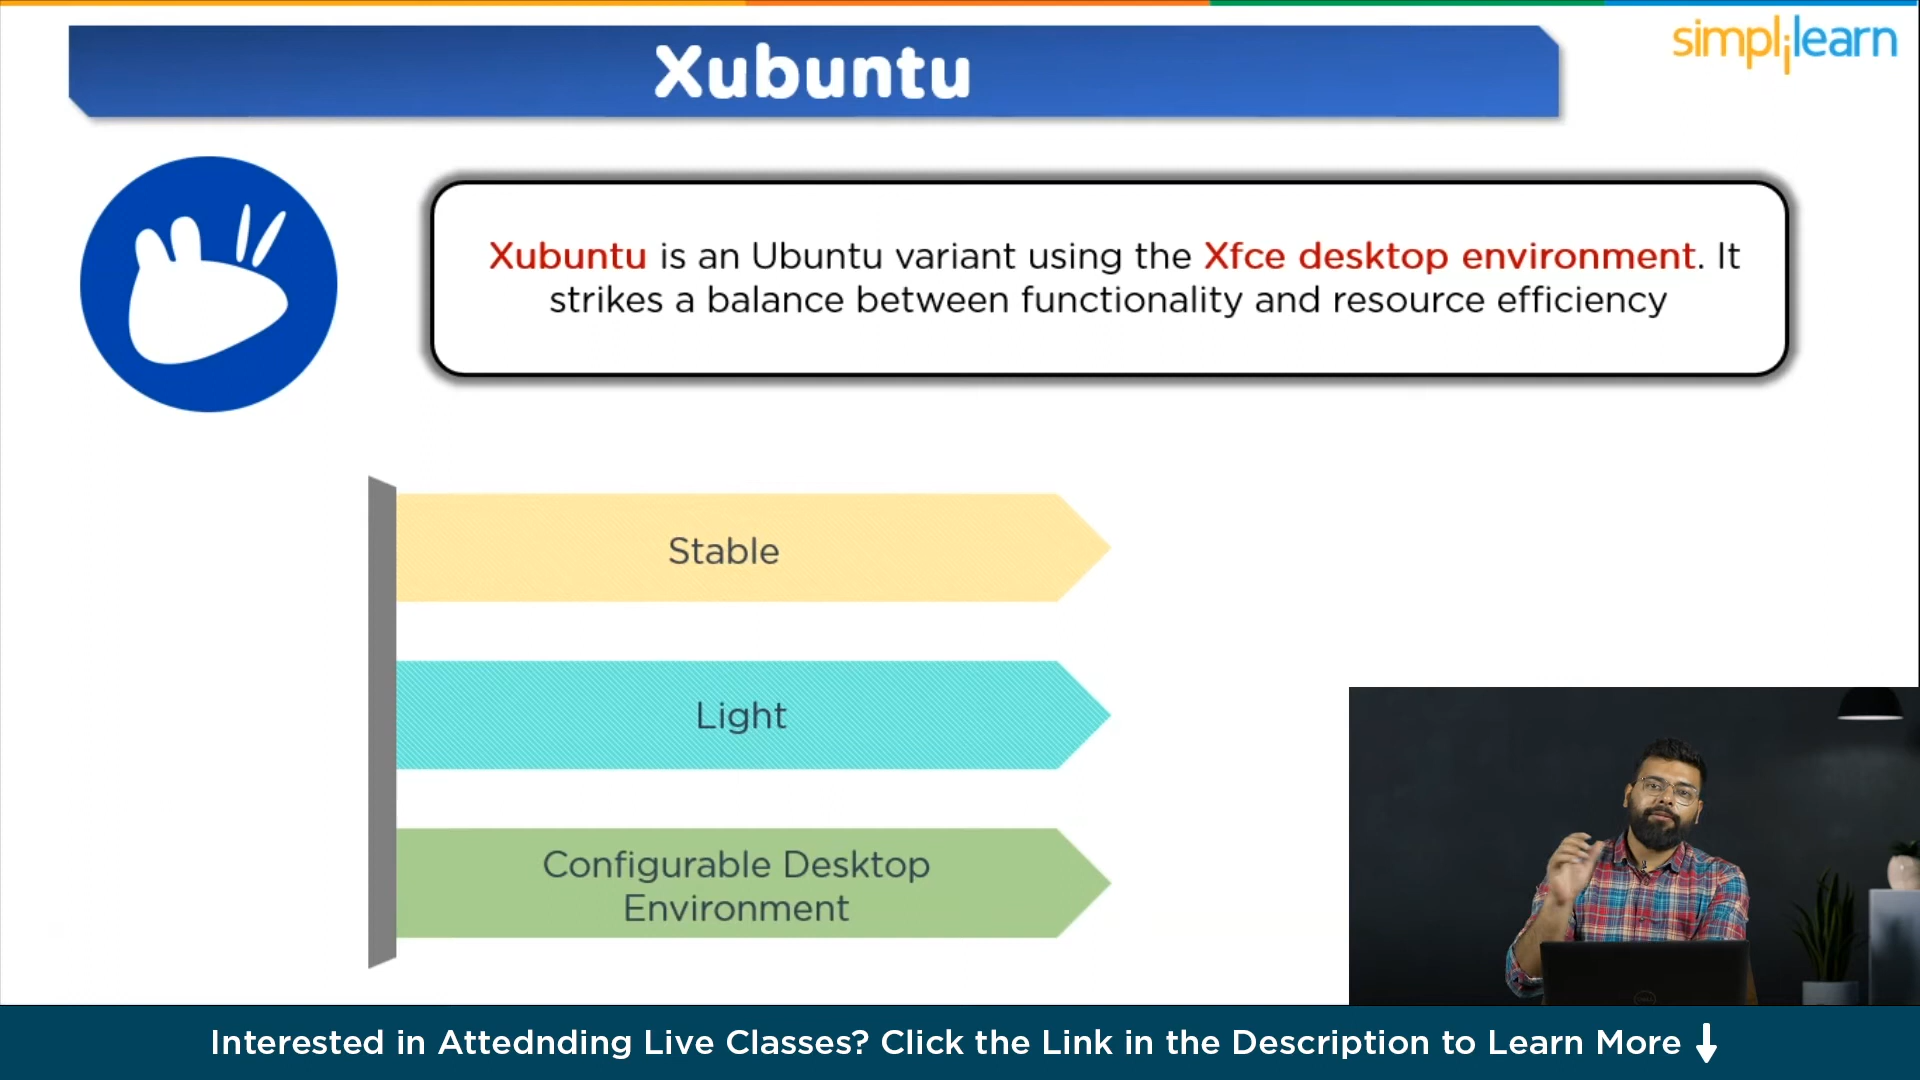 Xubuntu
simplilearn
Xubuntu is an Ubuntu variant using the Xfce desktop environment. It
strikes a balance between functionality and resource efficiency
Stable
Light
Configurable Desktop
Environment
Interested in Attednding Live Classes? Click the Link in the Description to Learn More